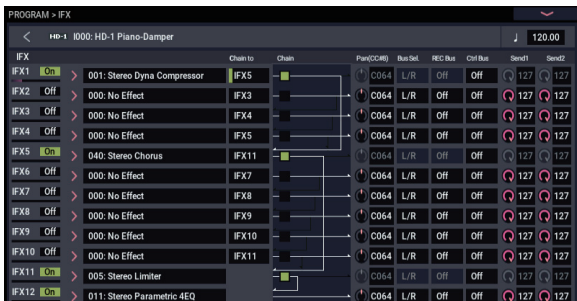 PROGRAM > IFX
HD-1 I000: HD-1 Piano-Damper ♩ 120.00
IFX Chain to Chain Pan(CC#8) Bus Sel. REC Bus Ctrl Bus Send1 Send2
IFX1 On 001: Stereo Dyna Compressor IFX5 C064 L/R Off Off 127 127
IFX2 Off 000: No Effect IFX3 C064 L/R Off Off 127 127
IFX3 Off 000: No Effect IFX4 C064 L/R Off Off 127 127
IFX4 Off 000: No Effect IFX5 C064 L/R Off Off 127 127
IFX5 On 040: Stereo Chorus IFX11 C064 L/R Off Off 127 127
IFX6 Off 000: No Effect IFX7 C064 L/R Off Off 127 127
IFX7 Off 000: No Effect IFX8 C064 L/R Off Off 127 127
IFX8 Off 000: No Effect IFX9 C064 L/R Off Off 127 127
IFX9 Off 000: No Effect IFX10 C064 L/R Off Off 127 127
IFX10 Off 000: No Effect IFX11 C064 L/R Off Off 127 127
IFX11 On 005: Stereo Limiter C064 L/R Off Off 127 127
IFX12 On 011: Stereo Parametric 4EQ C064 L/R Off Off 127 127